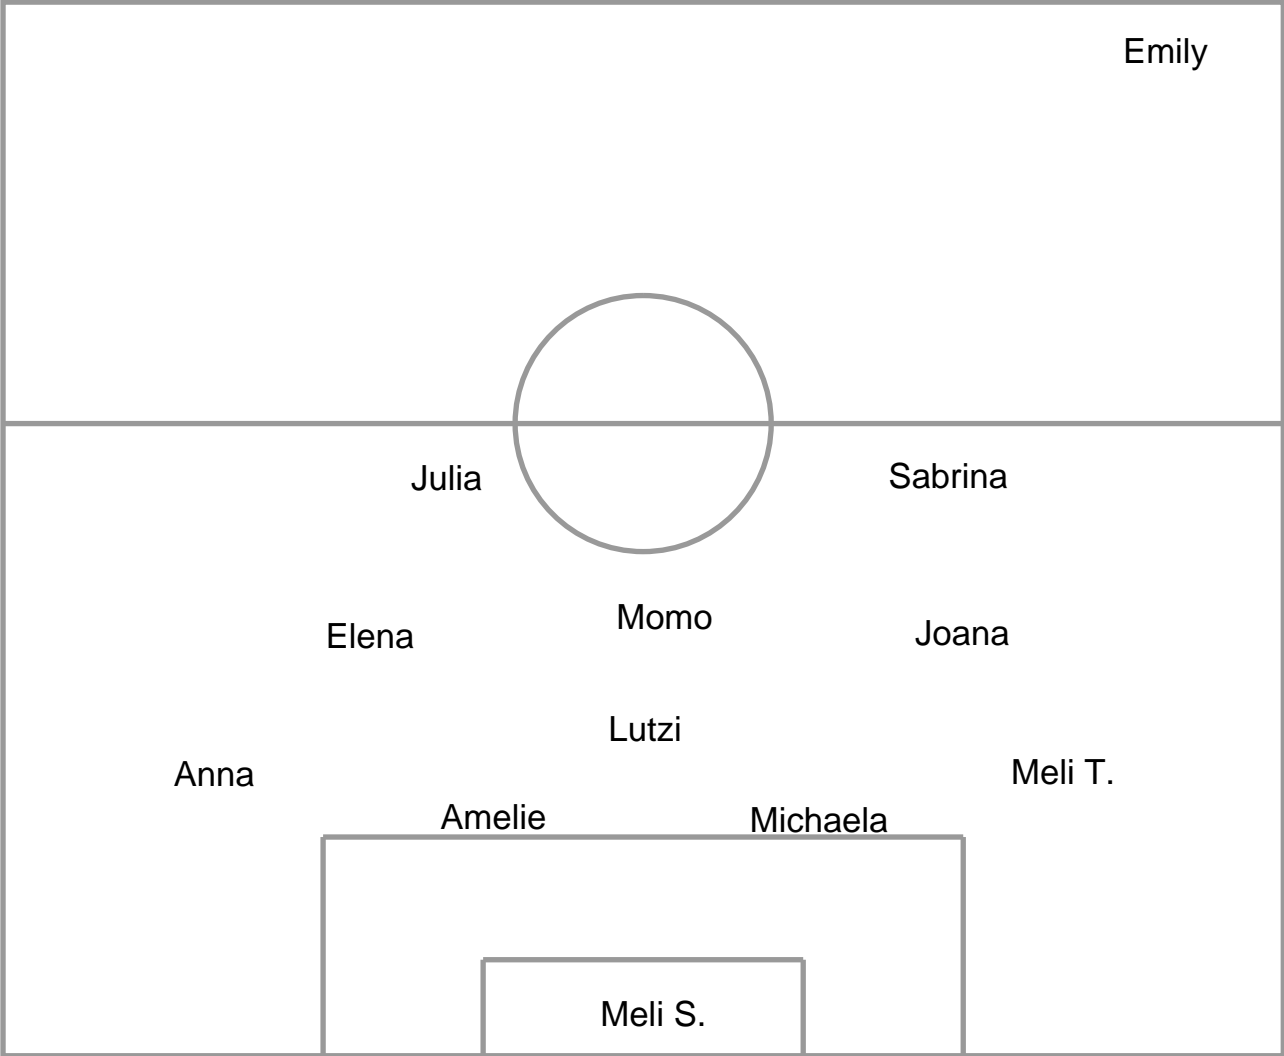 Emily
Julia
Sabrina
Elena
Momo
Joana
Lutzi
Anna
Meli T.
Amelie
Michaela
Meli S.